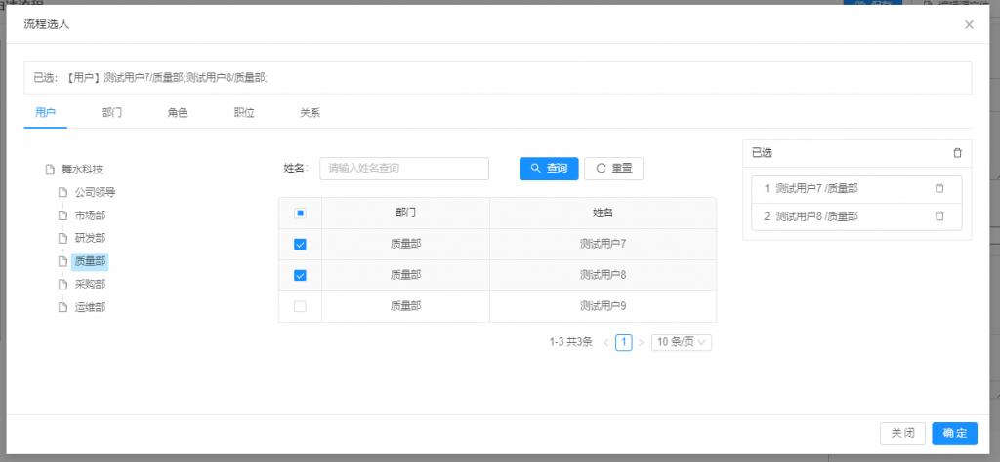 流程选人
已选：【用户】测试用户7/质量部;测试用户8/质量部;
用户 部门 角色 职位 关系
舞水科技
公司领导
市场部
研发部
质量部
采购部
运维部
姓名: 请输入姓名查询 查询 重置
部门 姓名
质量部 测试用户7
质量部 测试用户8
质量部 测试用户9
1-3 共3条 1 10 条/页
已选
1 测试用户7 /质量部
2 测试用户8 /质量部
关 闭 确 定